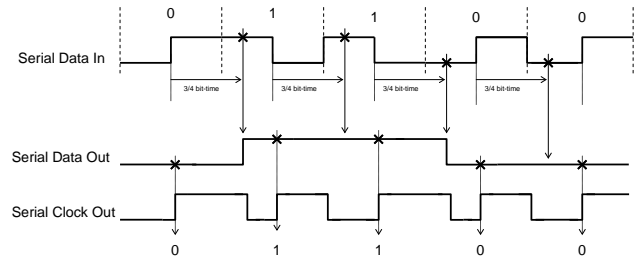 0 1 1 0 0
Serial Data In
3/4 bit-time 3/4 bit-time 3/4 bit-time 3/4 bit-time
Serial Data Out
Serial Clock Out
0 1 1 0 0